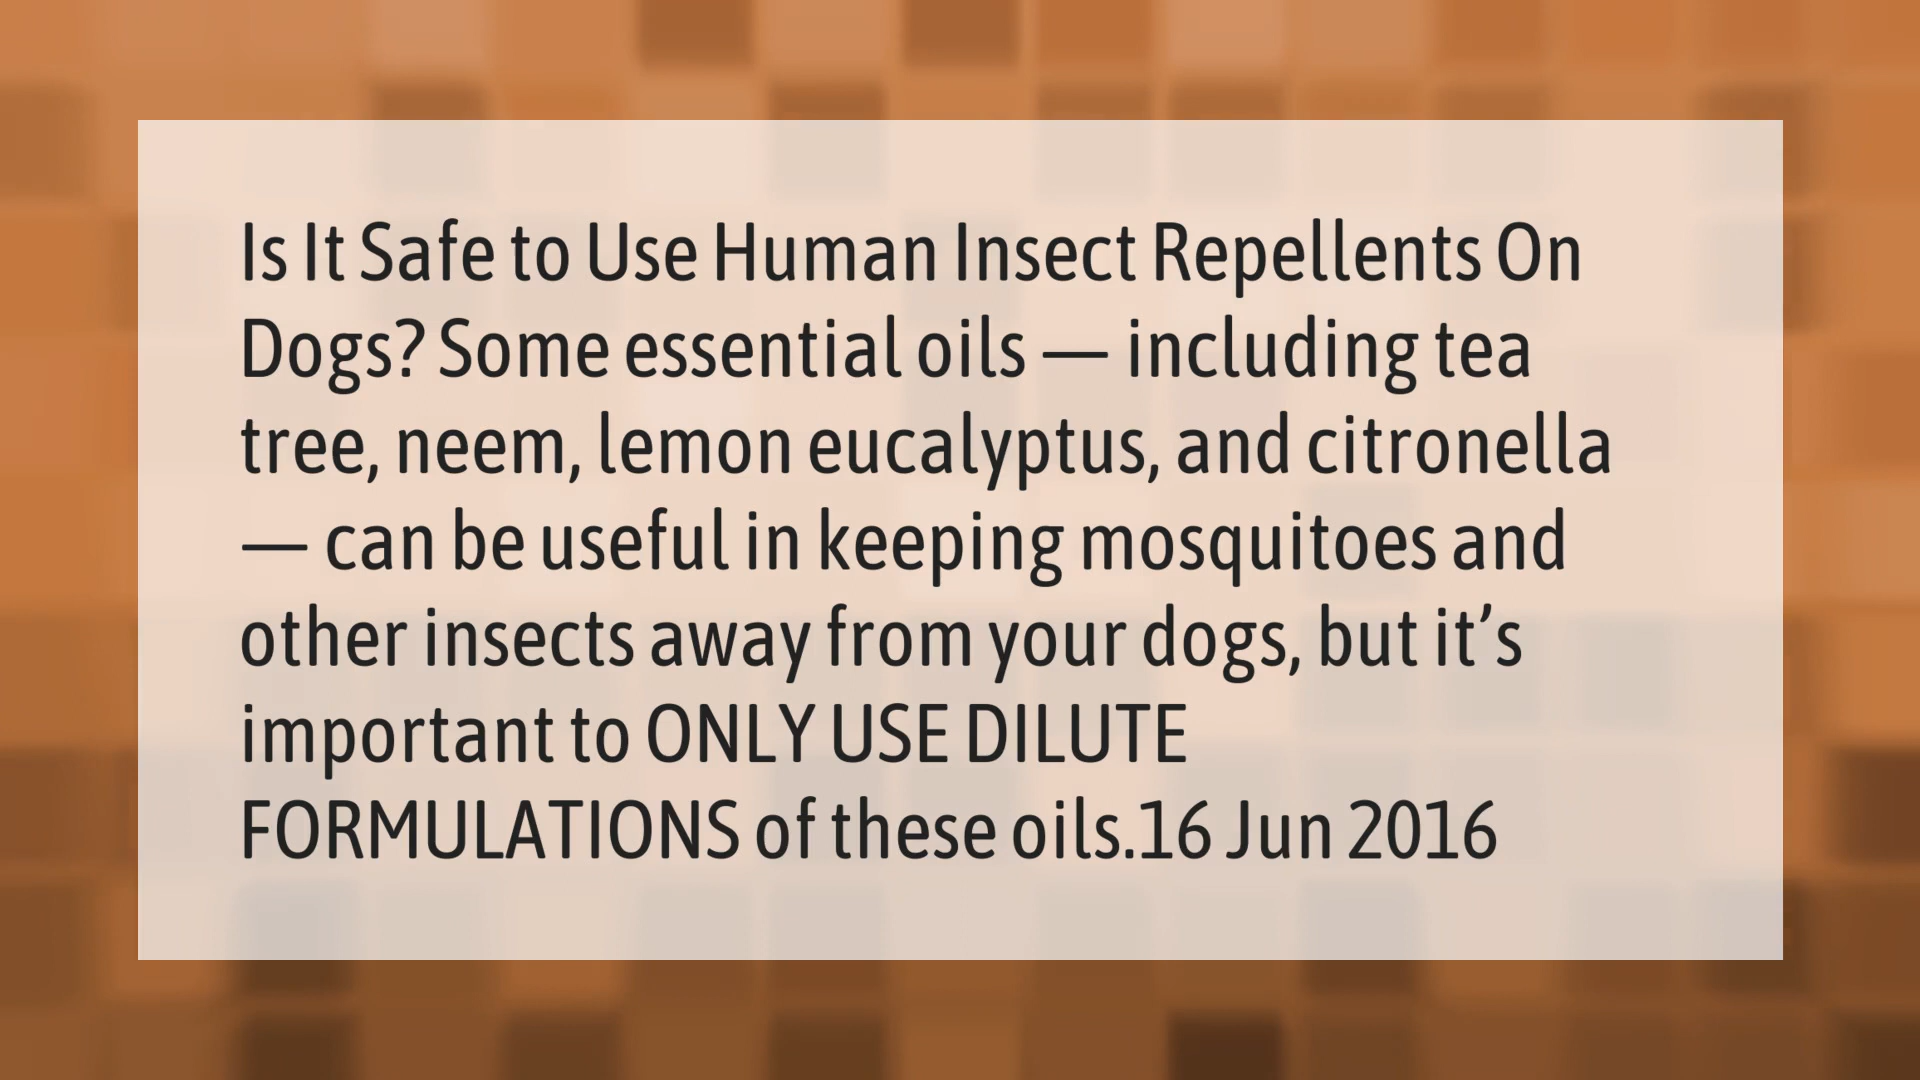 Is It Safe to Use Human Insect Repellents On
Dogs? Some essential oils — including tea
tree, neem, lemon eucalyptus, and citronella
— can be useful in keeping mosquitoes and
other insects away from your dogs, but it’s
important to ONLY USE DILUTE
FORMULATIONS of these oils.16 Jun 2016